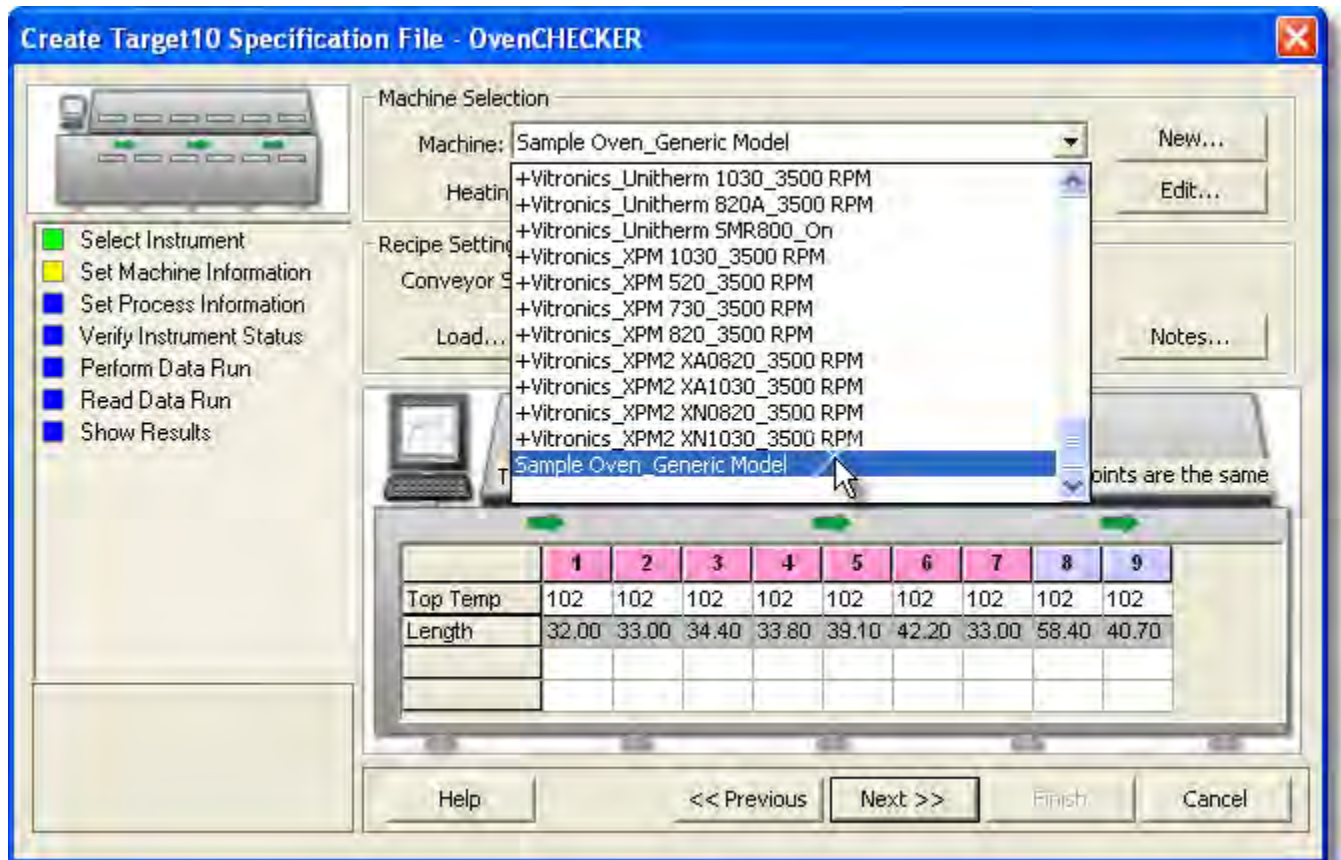 Create Target10 Specification File - OvenCHECKER
Machine Selection
Machine: Sample Oven_Generic Model
New...
Heatin
Edit...
+Vitronics_Unitherm 1030_3500 RPM
+Vitronics_Unitherm 820A_3500 RPM
+Vitronics_Unitherm SMR800_On
+Vitronics_XPM 1030_3500 RPM
+Vitronics_XPM 520_3500 RPM
+Vitronics_XPM 730_3500 RPM
+Vitronics_XPM 820_3500 RPM
+Vitronics_XPM2 XA0820_3500 RPM
+Vitronics_XPM2 XA1030_3500 RPM
+Vitronics_XPM2 XN0820_3500 RPM
+Vitronics_XPM2 XN1030_3500 RPM
Sample Oven_Generic Model
Select Instrument
Set Machine Information
Set Process Information
Verify Instrument Status
Perform Data Run
Read Data Run
Show Results
Recipe Setting
Conveyor S
Load...
Notes...
T
oints are the same
1 2 3 4 5 6 7 8 9
Top Temp 102 102 102 102 102 102 102 102 102
Length 32.00 33.00 34.40 33.80 39.10 42.20 33.00 58.40 40.70
Help
<< Previous
Next >>
Finish
Cancel